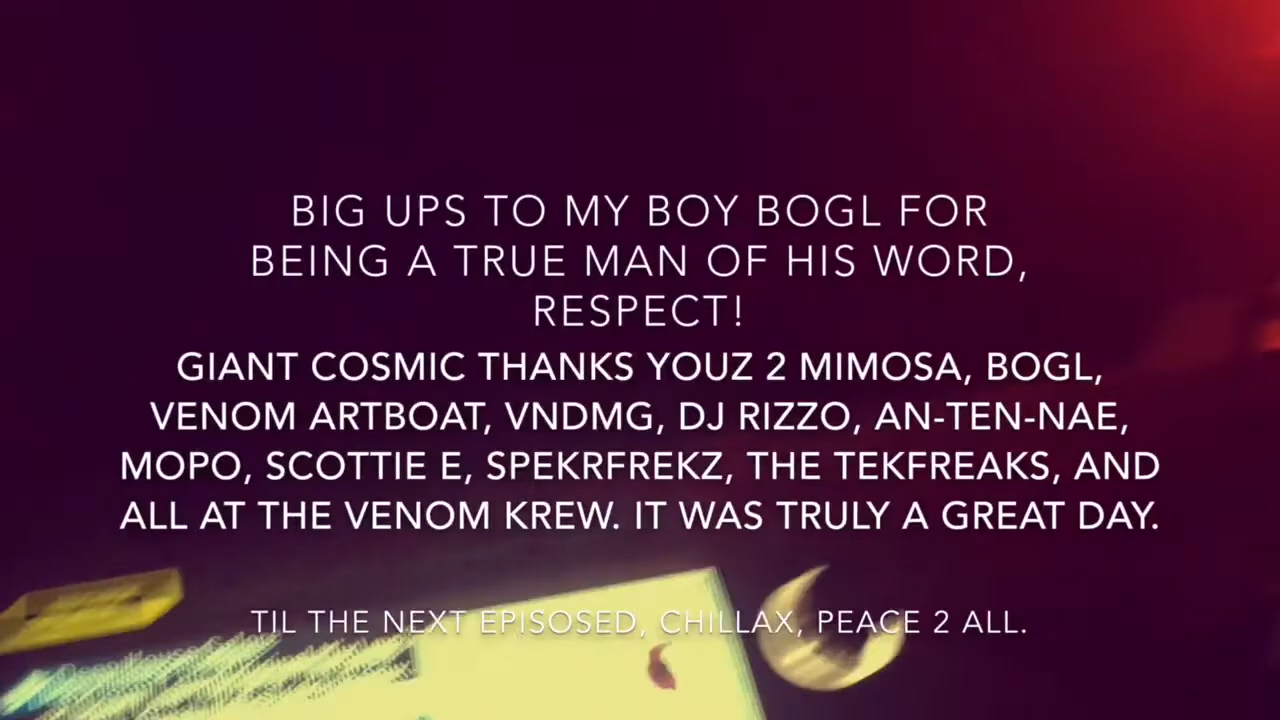 BIG UPS TO MY BOY BOGL FOR
BEING A TRUE MAN OF HIS WORD,
RESPECT!
GIANT COSMIC THANKS YOUZ 2 MIMOSA, BOGL,
VENOM ARTBOAT, VNDMG, DJ RIZZO, AN-TEN-NAE,
MOPO, SCOTTIE E, SPEKRFREKZ, THE TEKFREAKS, AND
ALL AT THE VENOM KREW. IT WAS TRULY A GREAT DAY.
TIL THE NEXT EPISOSED, CHILLAX, PEACE 2 ALL.